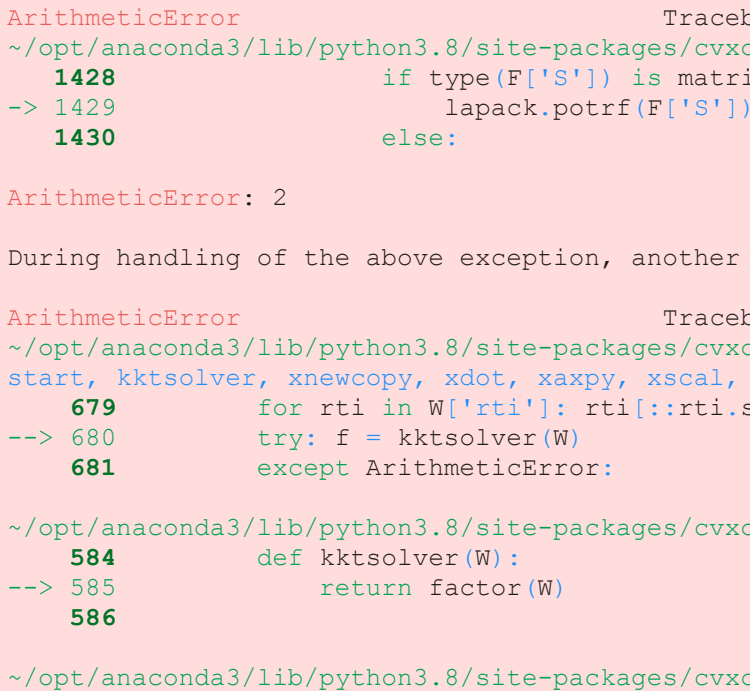 ArithmeticError Traceb
~/opt/anaconda3/lib/python3.8/site-packages/cvxo
1428 if type(F['S']) is matri
-> 1429 lapack.potrf(F['S'])
1430 else:
ArithmeticError: 2
During handling of the above exception, another
ArithmeticError Traceb
~/opt/anaconda3/lib/python3.8/site-packages/cvxo
start, kktsolver, xnewcopy, xdot, xaxpy, xscal,
679 for rti in W['rti']: rti[::rti.s
--> 680 try: f = kktsolver(W)
681 except ArithmeticError:
~/opt/anaconda3/lib/python3.8/site-packages/cvxo
584 def kktsolver(W):
--> 585 return factor(W)
586
~/opt/anaconda3/lib/python3.8/site-packages/cvxo